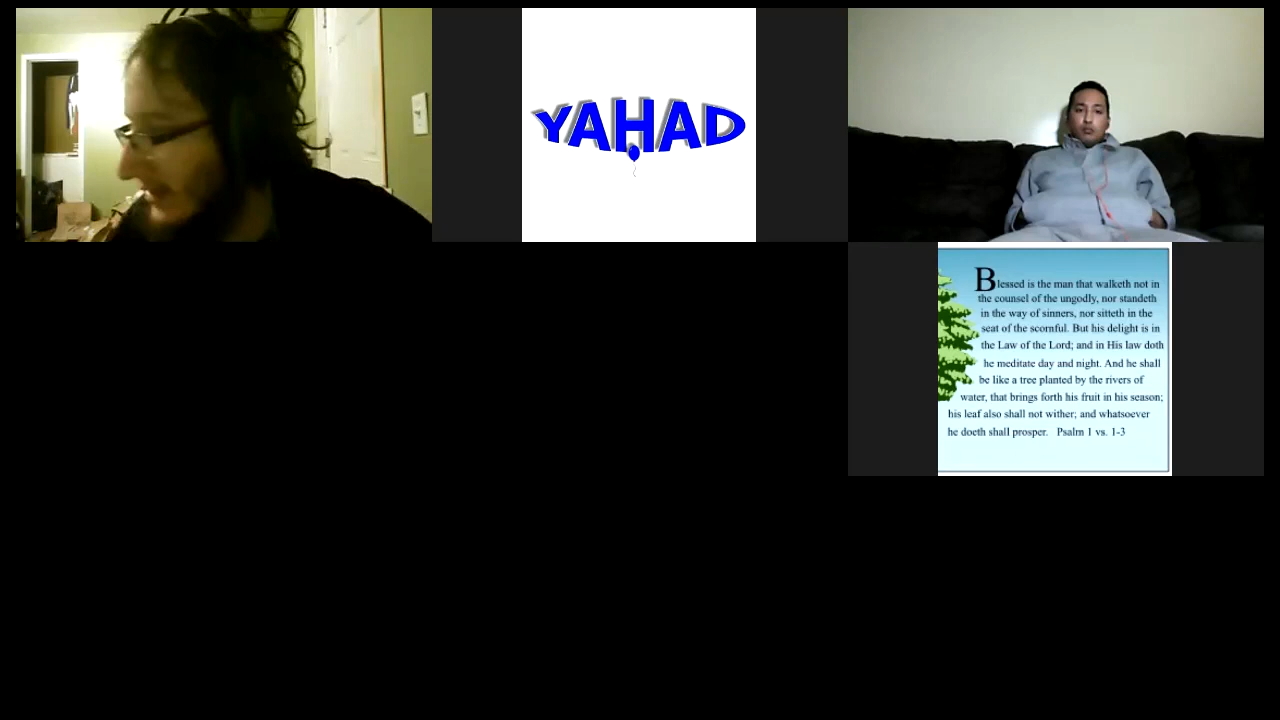 YAHAD
Blessed is the man that walketh not in
the counsel of the ungodly, nor standeth
in the way of sinners, nor sitteth in the
seat of the scornful. But his delight is in
the Law of the Lord; and in His law doth
he meditate day and night. And he shall
be like a tree planted by the rivers of
water, that brings forth his fruit in his season;
his leaf also shall not wither; and whatsoever
he doeth shall prosper. Psalm 1 vs. 1-3